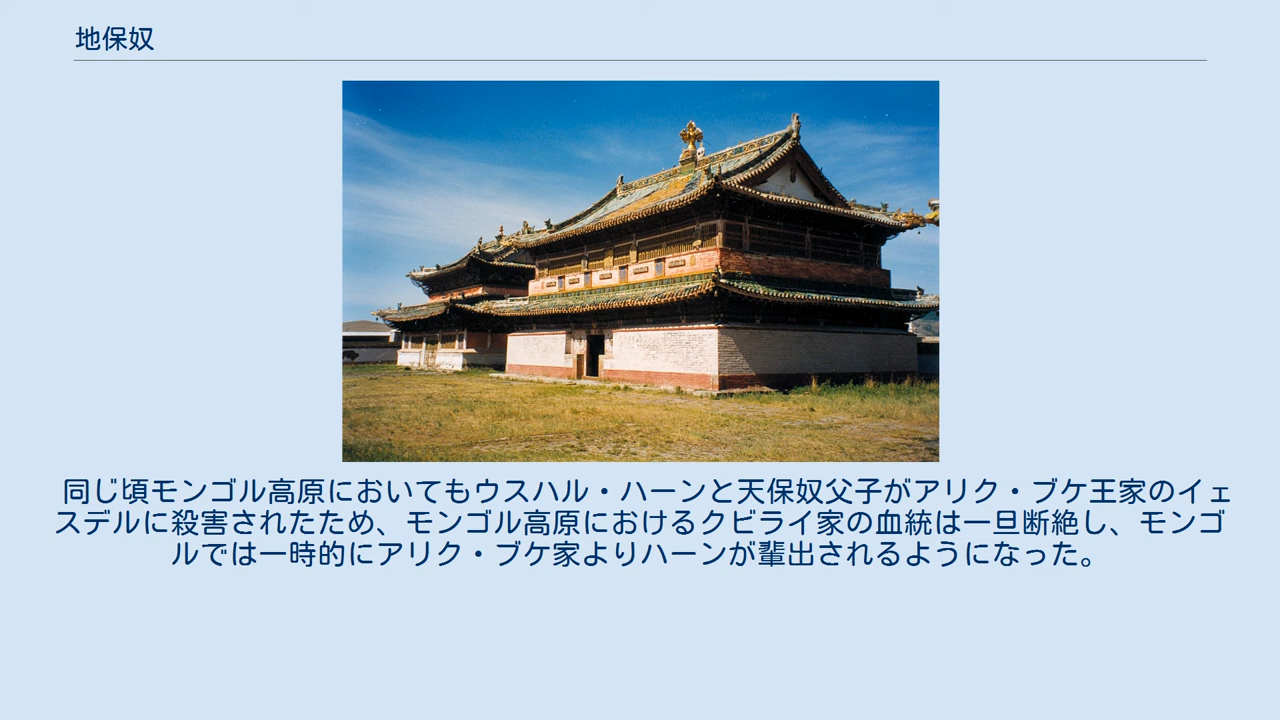 地保奴
同じ頃モンゴル高原においてもウスハル・ハーンと天保奴父子がアリク・ブケ王家のイェ
スデルに殺害されたため、モンゴル高原におけるクビライ家の血統は一旦断絶し、モンゴ
ルでは一時的にアリク・ブケ家よりハーンが輩出されるようになった。